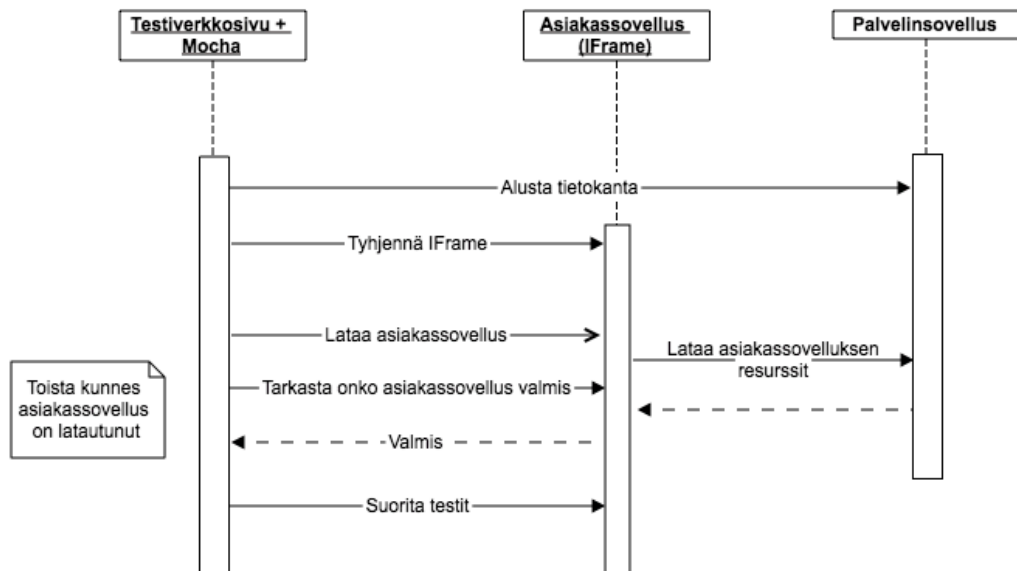 Testiverkkosivu +
Mocha
Asiakassovellus
(IFrame)
Palvelinsovellus
Alusta tietokanta
Tyhjennä IFrame
Lataa asiakassovellus
Lataa asiakassovelluksen
resurssit
Toista kunnes
asiakassovellus
on latautunut
Tarkasta onko asiakassovellus valmis
Valmis
Suorita testit